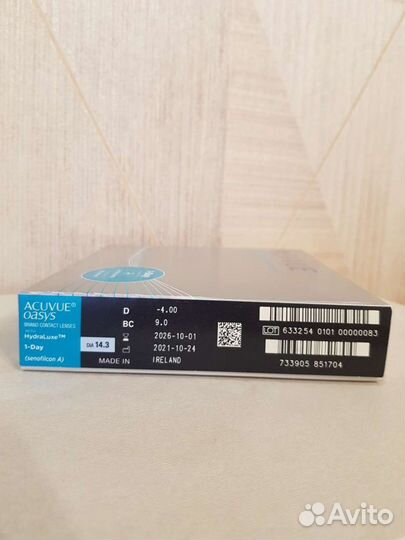 ACUVUE®
OASYS
BRAND CONTACT LENSES
WITH
HydraLuxe™
1-Day
(senofilcon A)
DIA 14.3
D -4.00
BC 9.0
2026-10-01
2021-10-24
MADE IN IRELAND
LOT 633254 0101 00000083
733905 851704
Avito